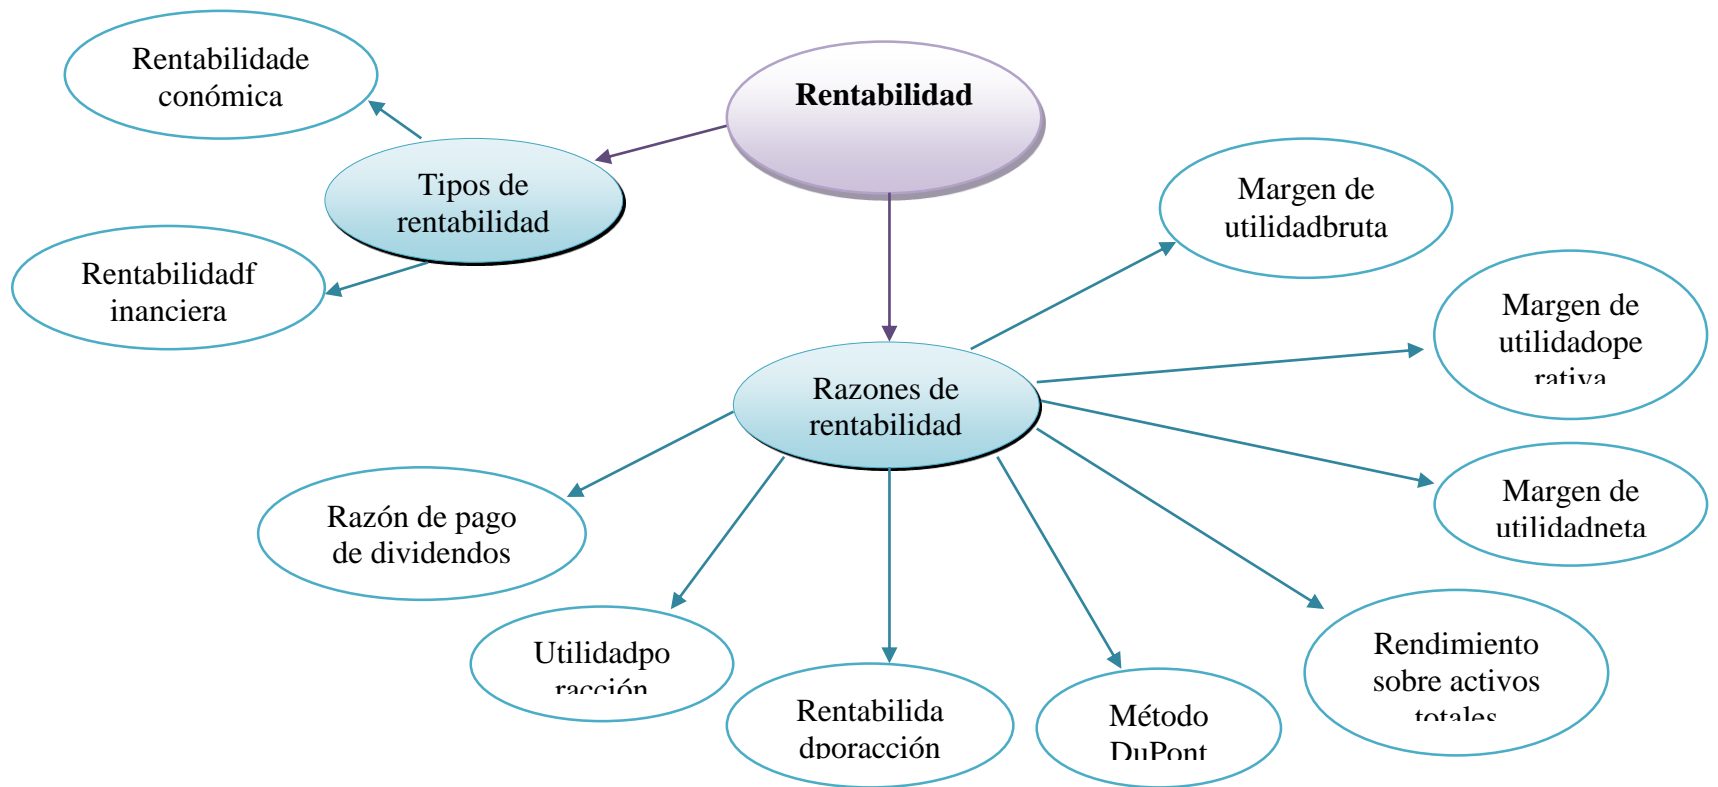 Rentabilidade
conómica
Rentabilidad
Tipos de
rentabilidad
Rentabilidadf
inanciera
Margen de
utilidadbruta
Margen de
utilidadope
rativa
Razones de
rentabilidad
Margen de
utilidadneta
Razón de pago
de dividendos
Utilidadpo
racción
Rentabilida
dporacción
Método
DuPont
Rendimiento
sobre activos
totales